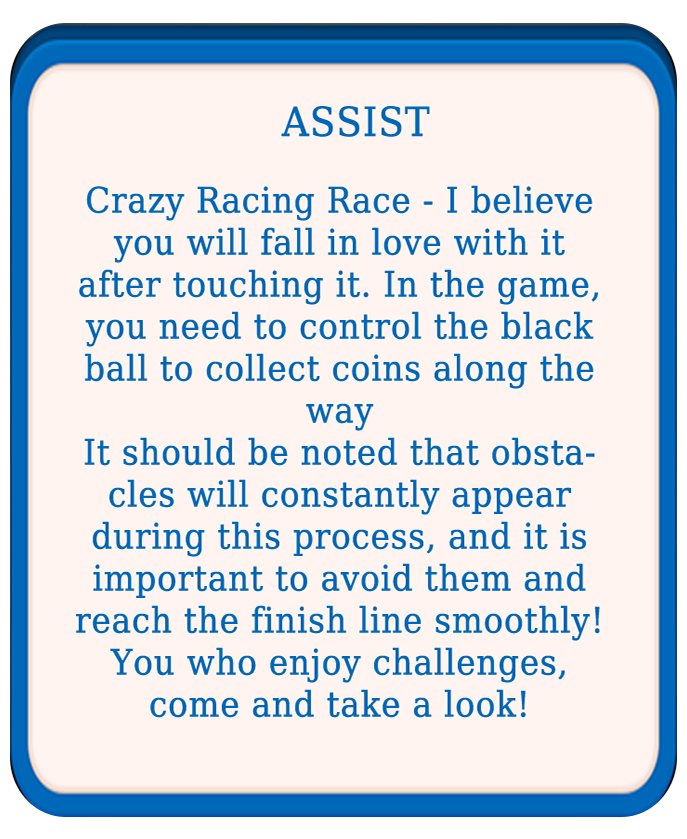 ASSIST
Crazy Racing Race - I believe
you will fall in love with it
after touching it. In the game,
you need to control the black
ball to collect coins along the
way
It should be noted that obsta-
cles will constantly appear
during this process, and it is
important to avoid them and
reach the finish line smoothly!
You who enjoy challenges,
come and take a look!